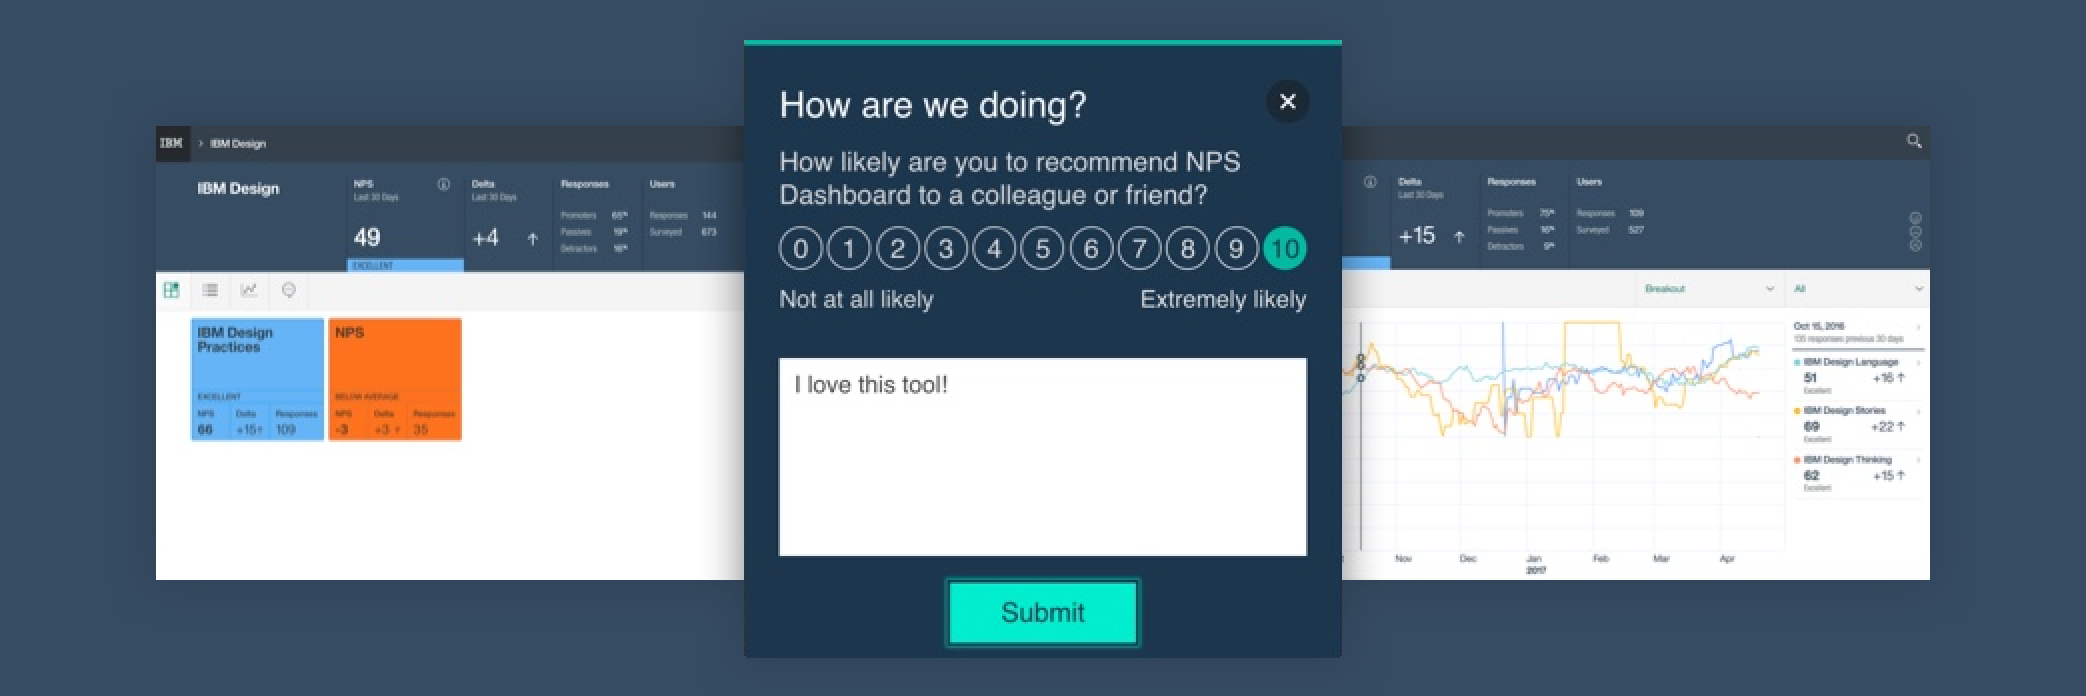 IBM > IBM Design
IBM Design
NPS
Last 30 Days
49
EXCELLENT
Delta
Last 30 Days
+4 ↑
Responses
Promoters 65%
Passives 19%
Detractors 16%
Users
Responses 144
Surveyed 673
IBM Design
Practices
EXCELLENT
NPS Delta Responses
66 +15↑ 109
NPS
BELOW AVERAGE
NPS Delta Responses
-3 +3 ↑ 35
How are we doing?
How likely are you to recommend NPS
Dashboard to a colleague or friend?
0 1 2 3 4 5 6 7 8 9 10
Not at all likely Extremely likely
I love this tool!
Submit
Delta
Last 30 Days
+15 ↑
Responses
Promoters 75%
Passives 16%
Detractors 9%
Users
Responses 109
Surveyed 527
Breakout All
Oct 15, 2016
135 responses previous 30 days
IBM Design Language
51 +16 ↑
Excellent
IBM Design Stories
69 +22 ↑
Excellent
IBM Design Thinking
62 +15 ↑
Excellent
Nov Dec Jan Feb Mar Apr
2017